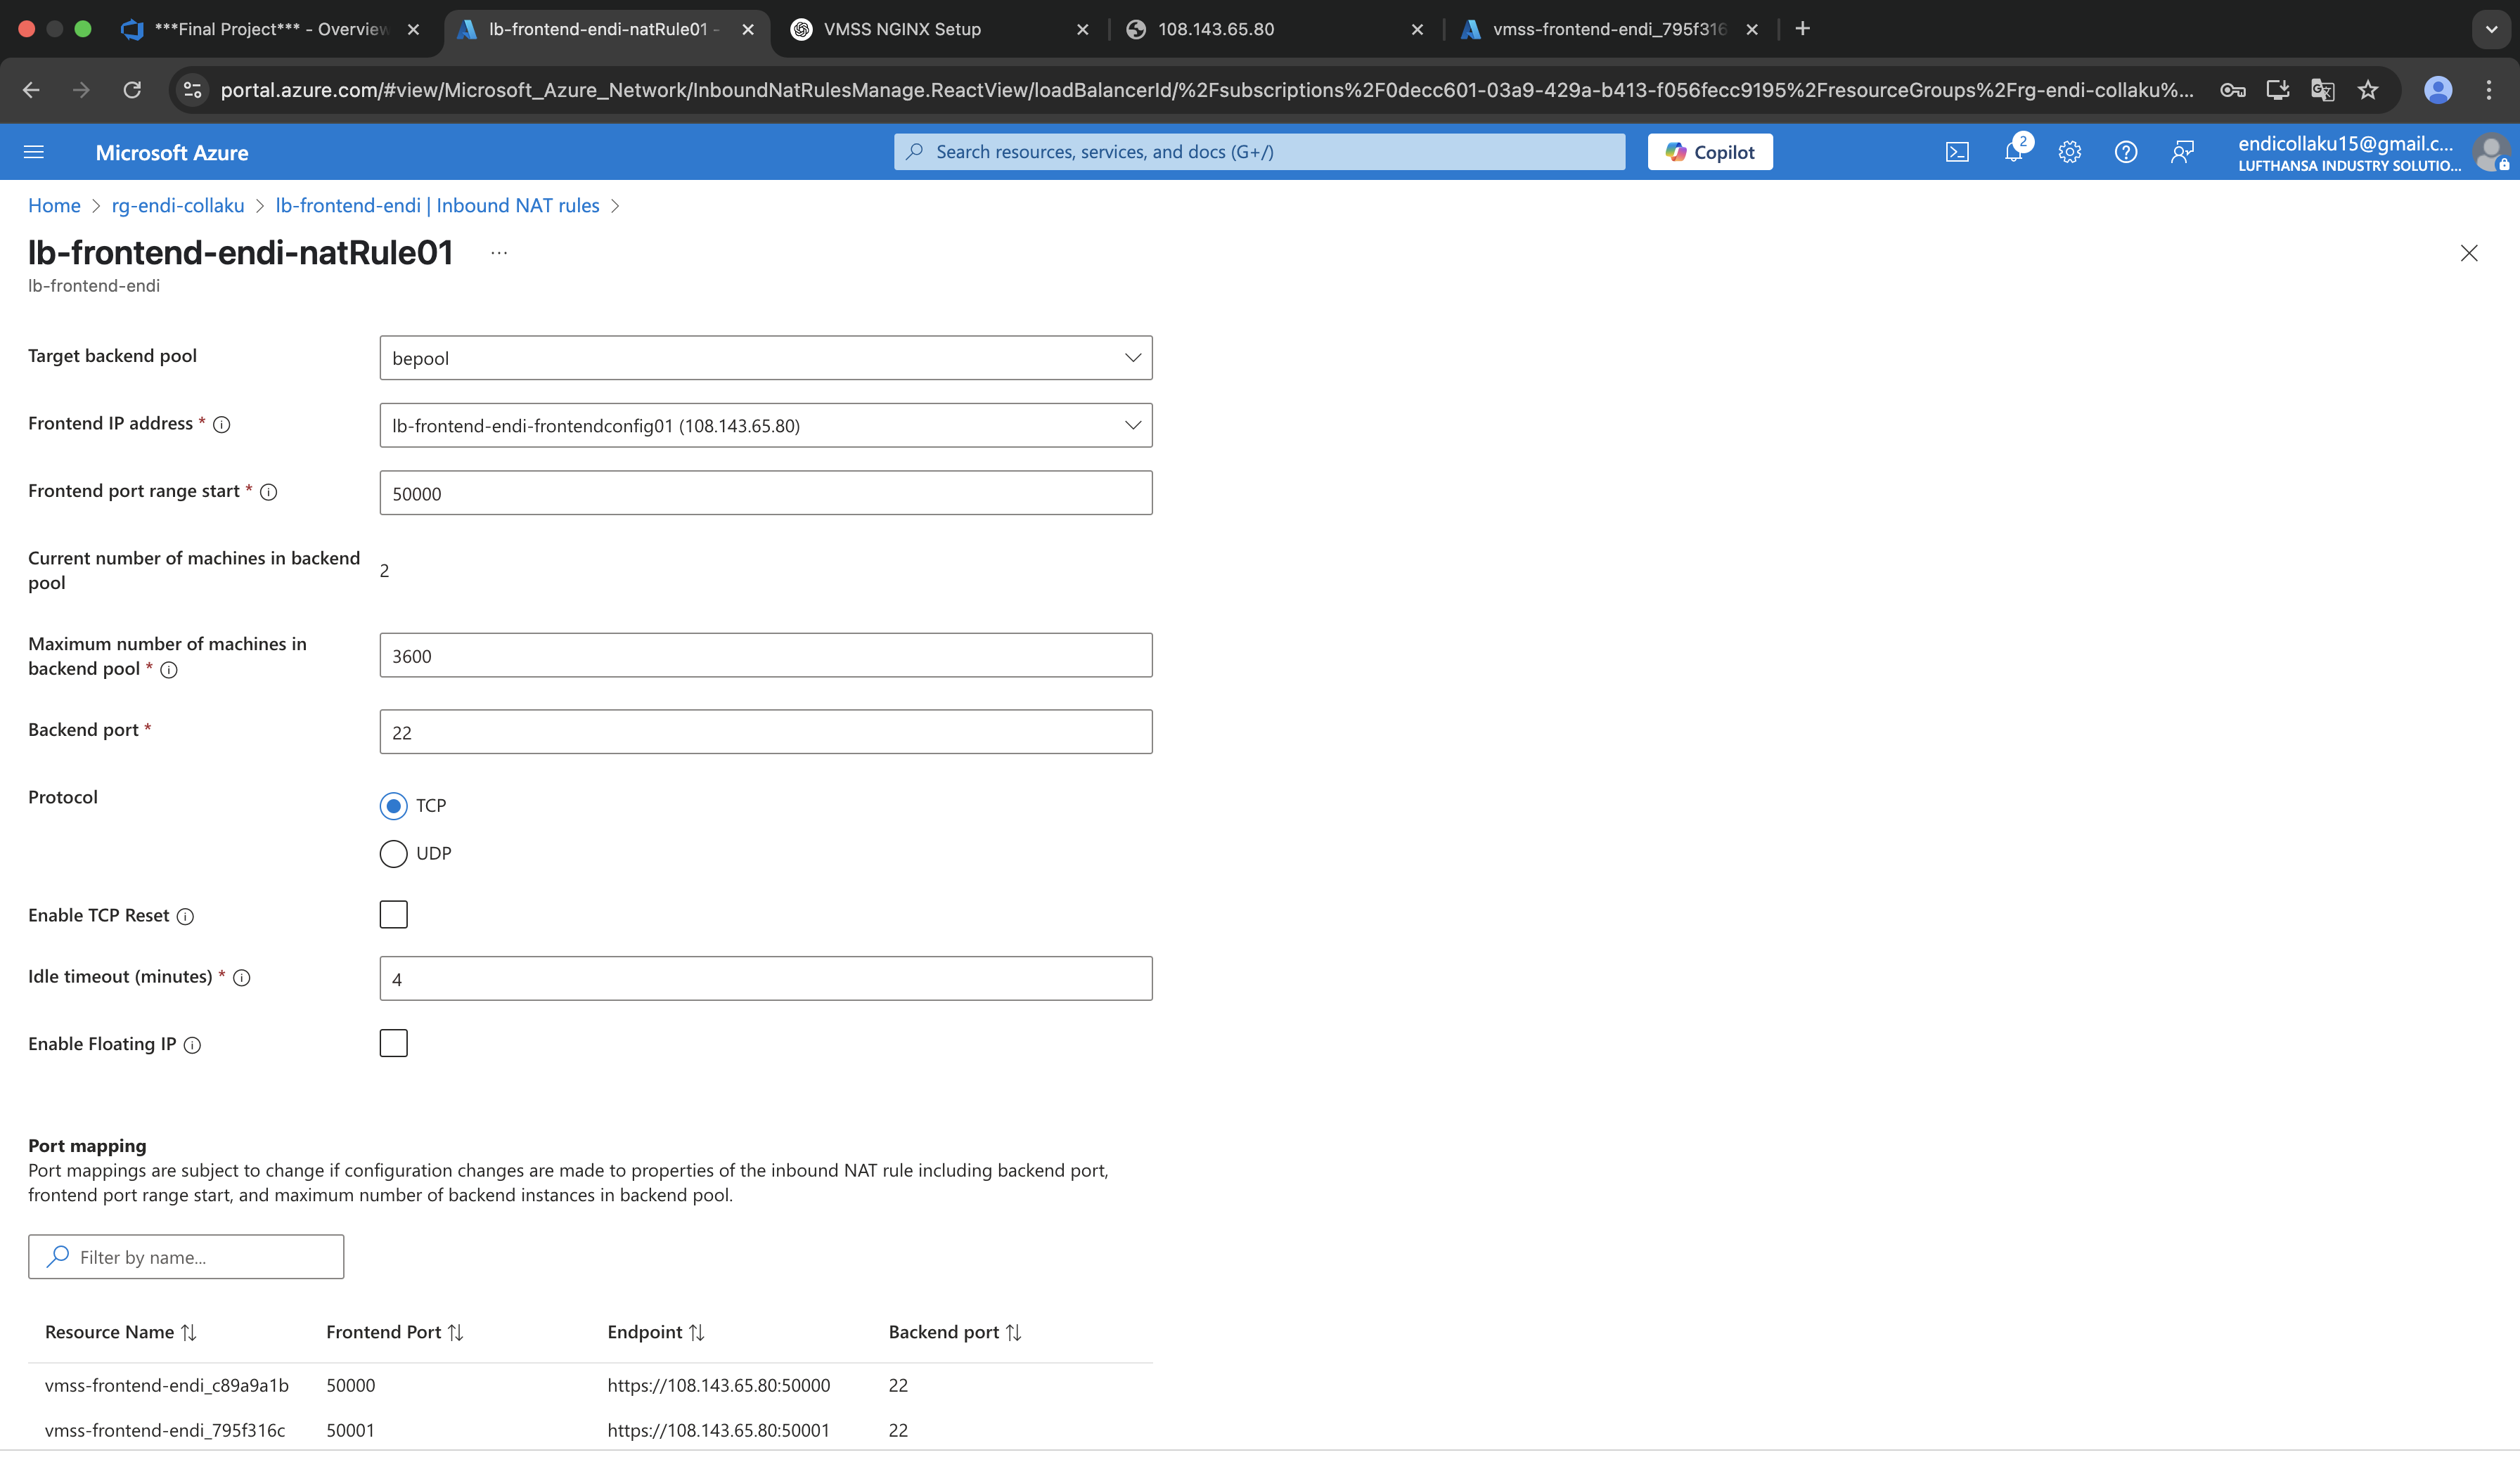 ***Final Project*** - Overview
lb-frontend-endi-natRule01 -
VMSS NGINX Setup
108.143.65.80
vmss-frontend-endi_795f316
portal.azure.com/#view/Microsoft_Azure_Network/InboundNatRulesManage.ReactView/loadBalancerId/%2Fsubscriptions%2F0decc601-03a9-429a-b413-f056fecc9195%2FresourceGroups%2Frg-endi-collaku%...
Microsoft Azure
Search resources, services, and docs (G+/)
Copilot
2
endicollaku15@gmail.c...
LUFTHANSA INDUSTRY SOLUTIO...
Home > rg-endi-collaku > lb-frontend-endi | Inbound NAT rules >
lb-frontend-endi-natRule01 ...
lb-frontend-endi
Target backend pool
bepool
Frontend IP address *
lb-frontend-endi-frontendconfig01 (108.143.65.80)
Frontend port range start *
50000
Current number of machines in backend
pool
2
Maximum number of machines in
backend pool *
3600
Backend port *
22
Protocol
TCP
UDP
Enable TCP Reset
Idle timeout (minutes) *
4
Enable Floating IP
Port mapping
Port mappings are subject to change if configuration changes are made to properties of the inbound NAT rule including backend port,
frontend port range start, and maximum number of backend instances in backend pool.
Filter by name...
Resource Name Frontend Port Endpoint Backend port
vmss-frontend-endi_c89a9a1b 50000 https://108.143.65.80:50000 22
vmss-frontend-endi_795f316c 50001 https://108.143.65.80:50001 22